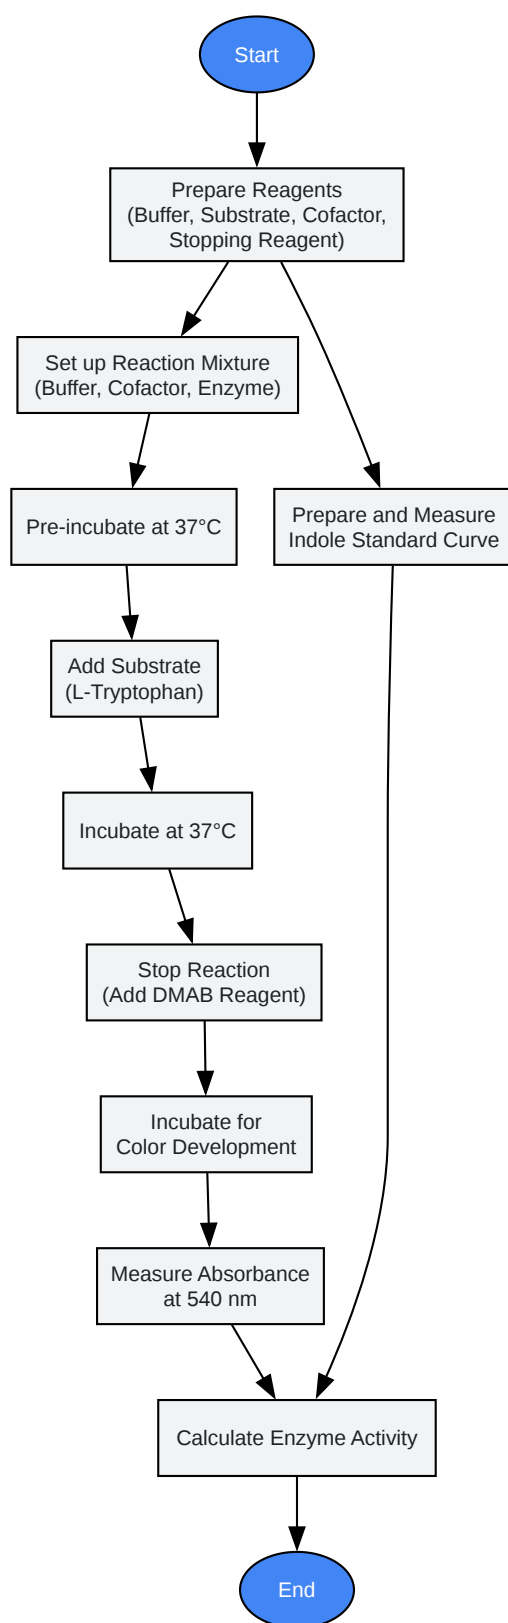 Start
Prepare Reagents
(Buffer, Substrate, Cofactor,
Stopping Reagent)
Set up Reaction Mixture
(Buffer, Cofactor, Enzyme)
Pre-incubate at 37°C
Prepare and Measure
Indole Standard Curve
Add Substrate
(L-Tryptophan)
Incubate at 37°C
Stop Reaction
(Add DMAB Reagent)
Incubate for
Color Development
Measure Absorbance
at 540 nm
Calculate Enzyme Activity
End